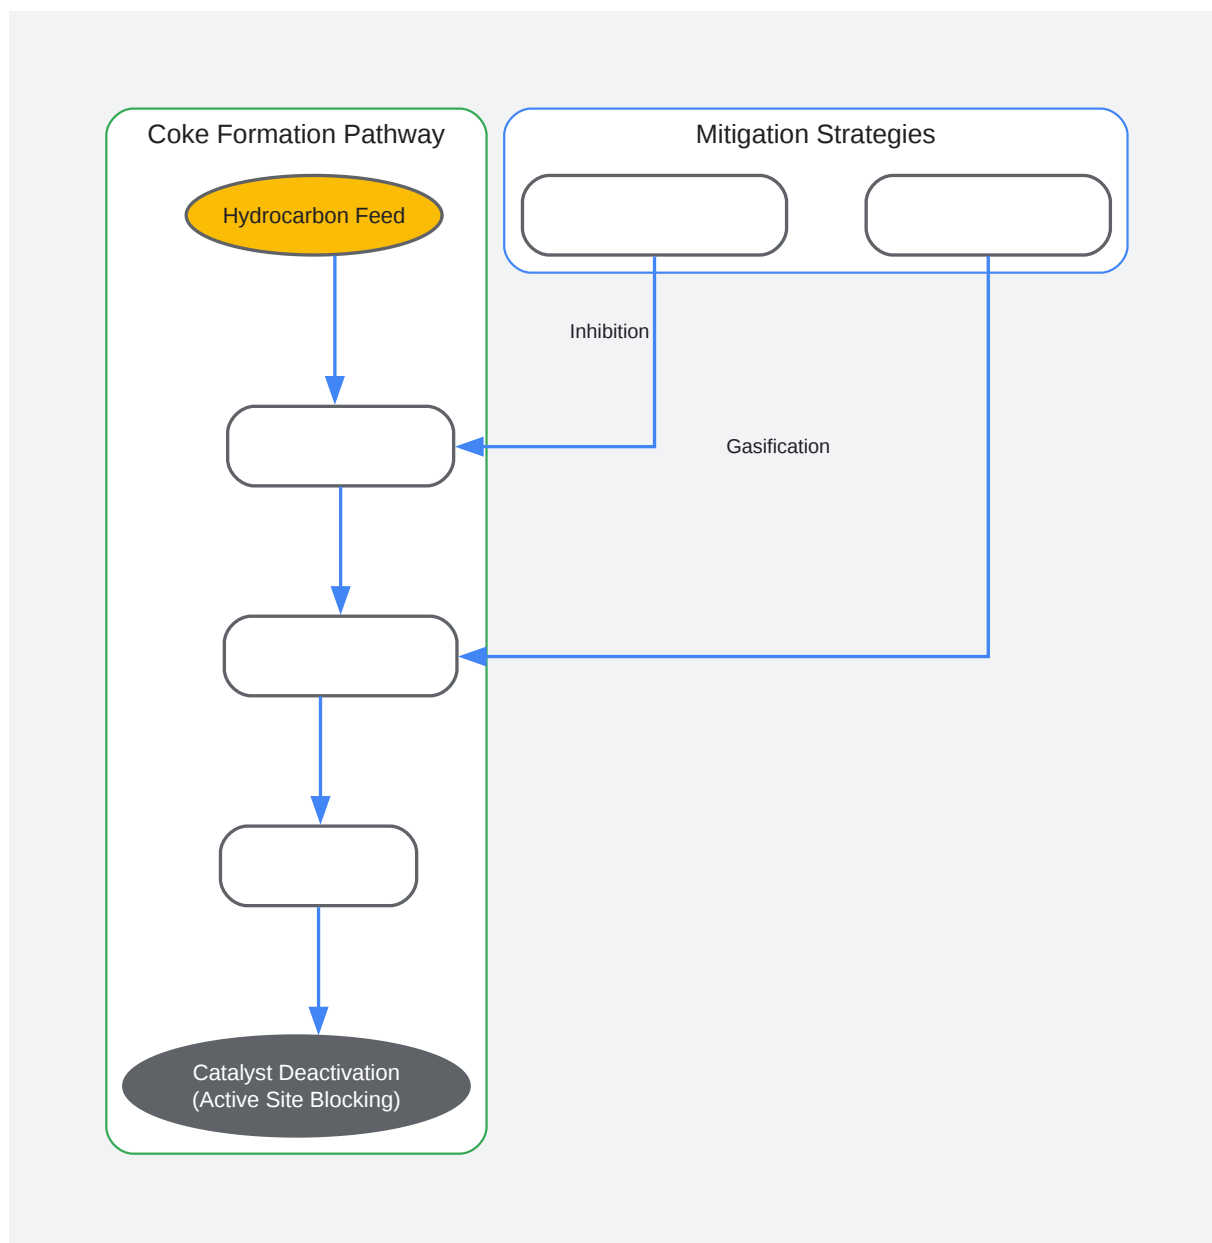 Coke Formation Pathway
Mitigation Strategies
Hydrocarbon Feed
Inhibition
Gasification
Catalyst Deactivation
(Active Site Blocking)